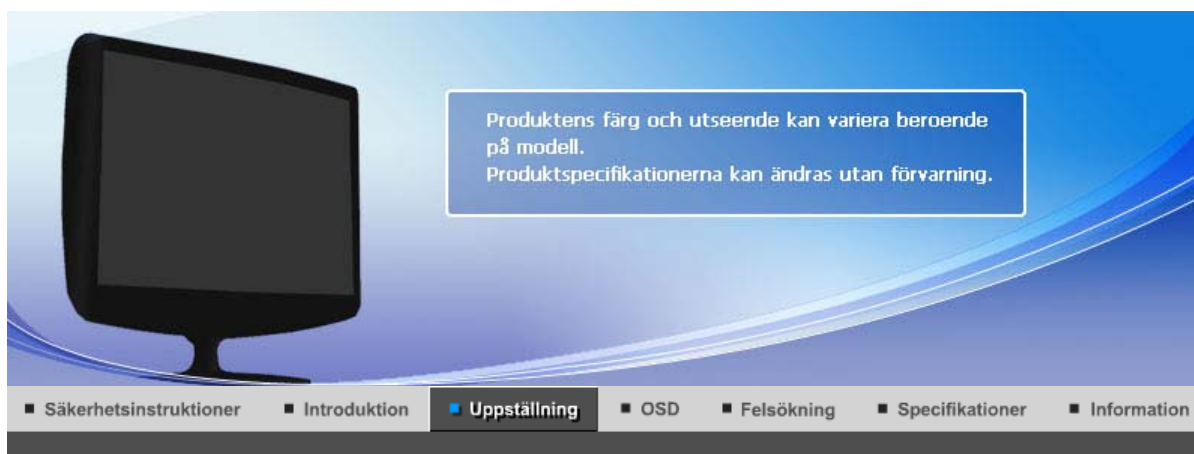 Produktens färg och utseende kan variera beroende
på modell.
Produktspecifikationerna kan ändras utan förvarning.
Säkerhetsinstruktioner Introduktion Uppställning OSD Felsökning Specifikationer Information